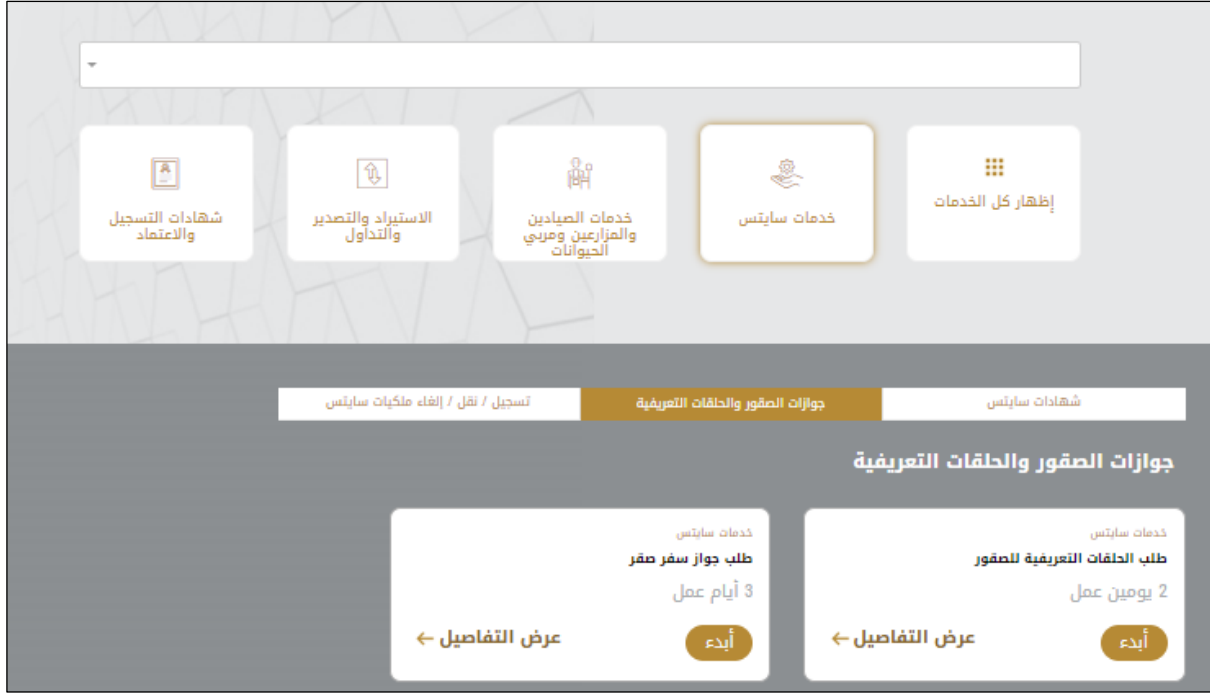 إظهار كل الخدمات
خدمات سايتس
خدمات الصيادين
والمزارعين ومربي
الحيوانات
الاستيراد والتصدير
والتداول
شهادات التسجيل
والاعتماد
شهادات سايتس
جوازات الصقور والحلقات التعريفية
تسجيل / نقل / إلغاء ملكيات سايتس
جوازات الصقور والحلقات التعريفية
خدمات سايتس
طلب الحلقات التعريفية للصقور
2 يومين عمل
أبدء
عرض التفاصيل ←
خدمات سايتس
طلب جواز سفر صقر
3 أيام عمل
أبدء
عرض التفاصيل ←